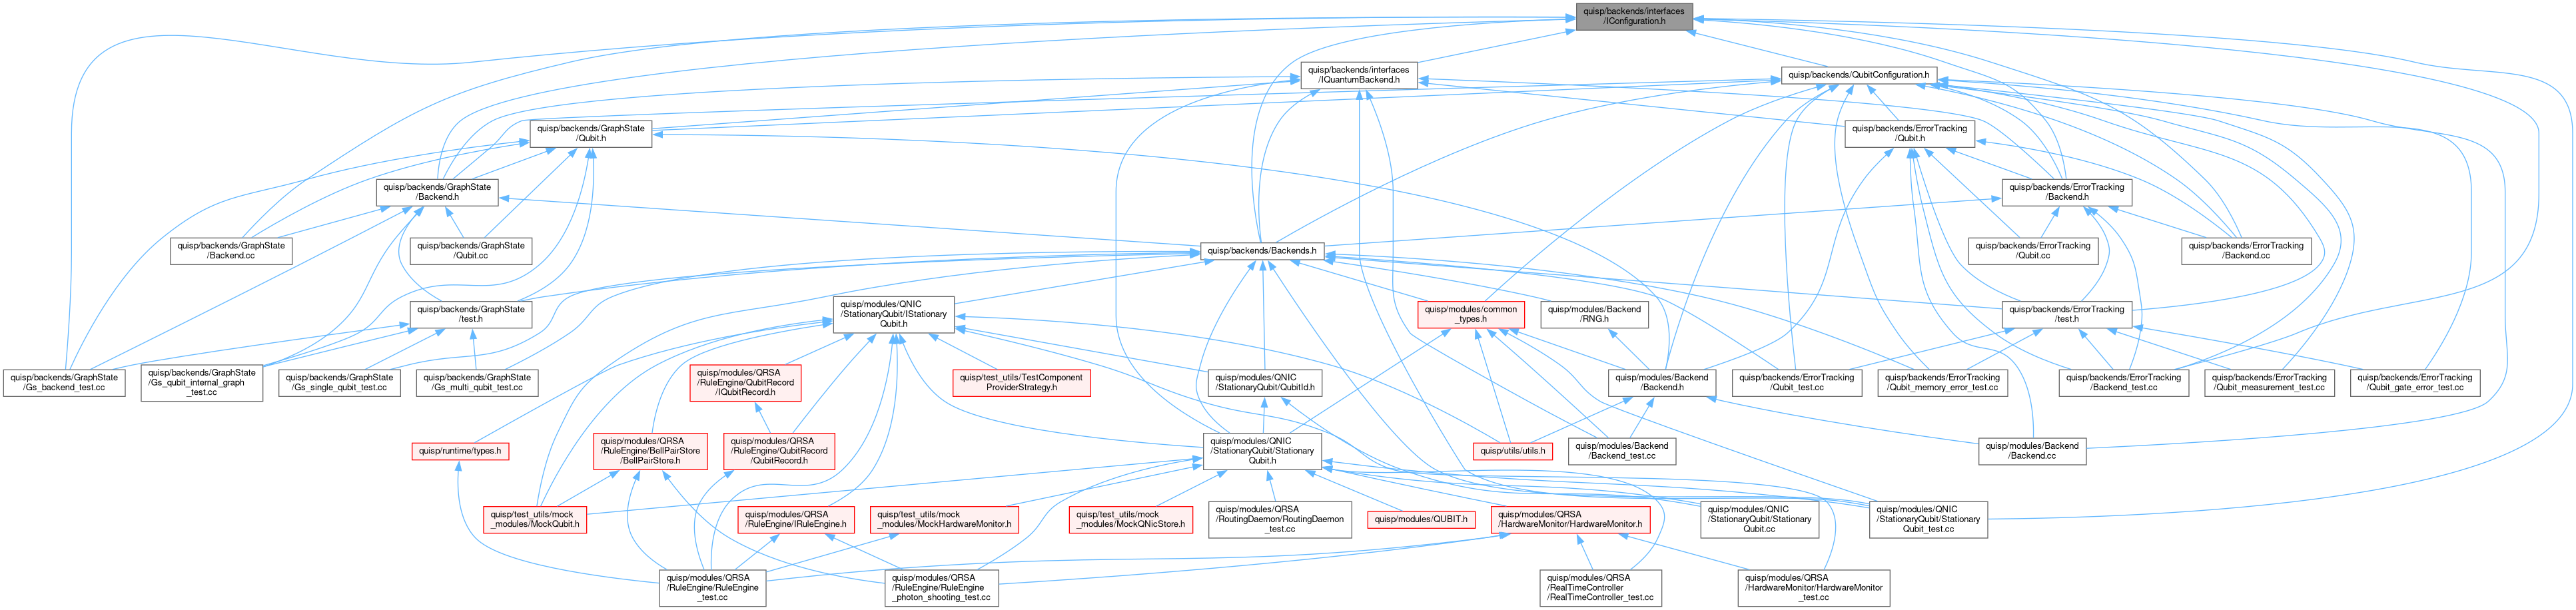 quisp/backends/interfaces
/IConfiguration.h
quisp/backends/interfaces
/IQuantumBackend.h
quisp/backends/QubitConfiguration.h
quisp/backends/GraphState
/Qubit.h
quisp/backends/ErrorTracking
/Qubit.h
quisp/backends/GraphState
/Backend.h
quisp/backends/ErrorTracking
/Backend.h
quisp/backends/GraphState
/Backend.cc
quisp/backends/GraphState
/Qubit.cc
quisp/backends/Backends.h
quisp/backends/ErrorTracking
/Qubit.cc
quisp/backends/ErrorTracking
/Backend.cc
quisp/backends/GraphState
/test.h
quisp/modules/QNIC
/StationaryQubit/IStationary
Qubit.h
quisp/modules/common
_types.h
quisp/modules/Backend
/RNG.h
quisp/backends/ErrorTracking
/test.h
quisp/backends/GraphState
/Gs_backend_test.cc
quisp/backends/GraphState
/Gs_qubit_internal_graph
_test.cc
quisp/backends/GraphState
/Gs_single_qubit_test.cc
quisp/backends/GraphState
/Gs_multi_qubit_test.cc
quisp/modules/QRSA
/RuleEngine/QubitRecord
/IQubitRecord.h
quisp/test_utils/TestComponent
ProviderStrategy.h
quisp/modules/QNIC
/StationaryQubit/QubitId.h
quisp/modules/Backend
/Backend.h
quisp/backends/ErrorTracking
/Qubit_test.cc
quisp/backends/ErrorTracking
/Qubit_memory_error_test.cc
quisp/backends/ErrorTracking
/Backend_test.cc
quisp/backends/ErrorTracking
/Qubit_measurement_test.cc
quisp/backends/ErrorTracking
/Qubit_gate_error_test.cc
quisp/runtime/types.h
quisp/modules/QRSA
/RuleEngine/BellPairStore
/BellPairStore.h
quisp/modules/QRSA
/RuleEngine/QubitRecord
/QubitRecord.h
quisp/modules/QNIC
/StationaryQubit/Stationary
Qubit.h
quisp/utils/utils.h
quisp/modules/Backend
/Backend_test.cc
quisp/modules/Backend
/Backend.cc
quisp/test_utils/mock
_modules/MockQubit.h
quisp/modules/QRSA
/RuleEngine/IRuleEngine.h
quisp/test_utils/mock
_modules/MockHardwareMonitor.h
quisp/test_utils/mock
_modules/MockQNicStore.h
quisp/modules/QRSA
/RoutingDaemon/RoutingDaemon
_test.cc
quisp/modules/QUBIT.h
quisp/modules/QRSA
/HardwareMonitor/HardwareMonitor.h
quisp/modules/QNIC
/StationaryQubit/Stationary
Qubit.cc
quisp/modules/QNIC
/StationaryQubit/Stationary
Qubit_test.cc
quisp/modules/QRSA
/RuleEngine/RuleEngine
_test.cc
quisp/modules/QRSA
/RuleEngine/RuleEngine
_photon_shooting_test.cc
quisp/modules/QRSA
/RealTimeController
/RealTimeController_test.cc
quisp/modules/QRSA
/HardwareMonitor/HardwareMonitor
_test.cc